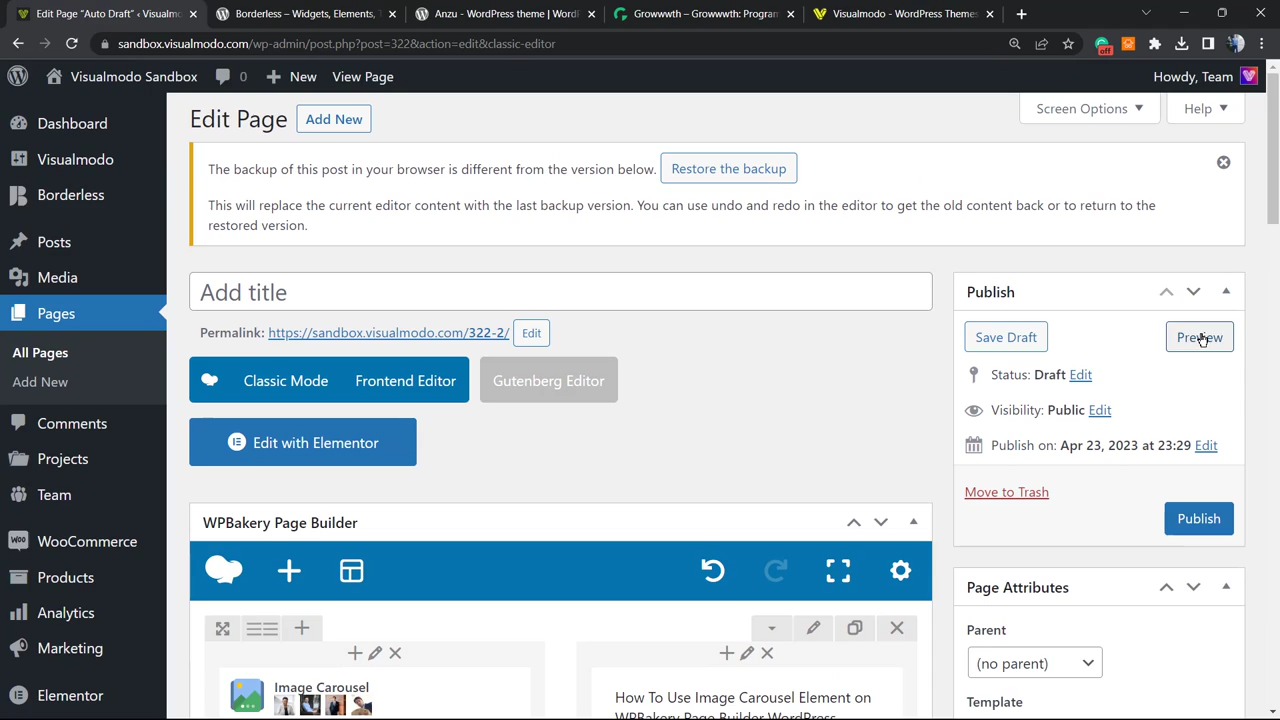 Edit Page "Auto Draft" ‹ Visualmo
Borderless – Widgets, Elements, T
Anzu - WordPress theme | WordP
Growwwth – Growwwth: Program
Visualmodo - WordPress Themes
sandbox.visualmodo.com/wp-admin/post.php?post=322&action=edit&classic-editor
off
Visualmodo Sandbox
0
New
View Page
Howdy, Team
Dashboard
Visualmodo
Borderless
Posts
Media
Pages
All Pages
Add New
Comments
Projects
Team
WooCommerce
Products
Analytics
Marketing
Elementor
Edit Page
Add New
Screen Options
Help
The backup of this post in your browser is different from the version below.
Restore the backup
This will replace the current editor content with the last backup version. You can use undo and redo in the editor to get the old content back or to return to the
restored version.
Add title
Permalink: https://sandbox.visualmodo.com/322-2/
Edit
Classic Mode
Frontend Editor
Gutenberg Editor
Edit with Elementor
WPBakery Page Builder
Image Carousel
How To Use Image Carousel Element on
WPBakery Page Builder WordPress
Publish
Save Draft
Preview
Status: Draft Edit
Visibility: Public Edit
Publish on: Apr 23, 2023 at 23:29 Edit
Move to Trash
Publish
Page Attributes
Parent
(no parent)
Template